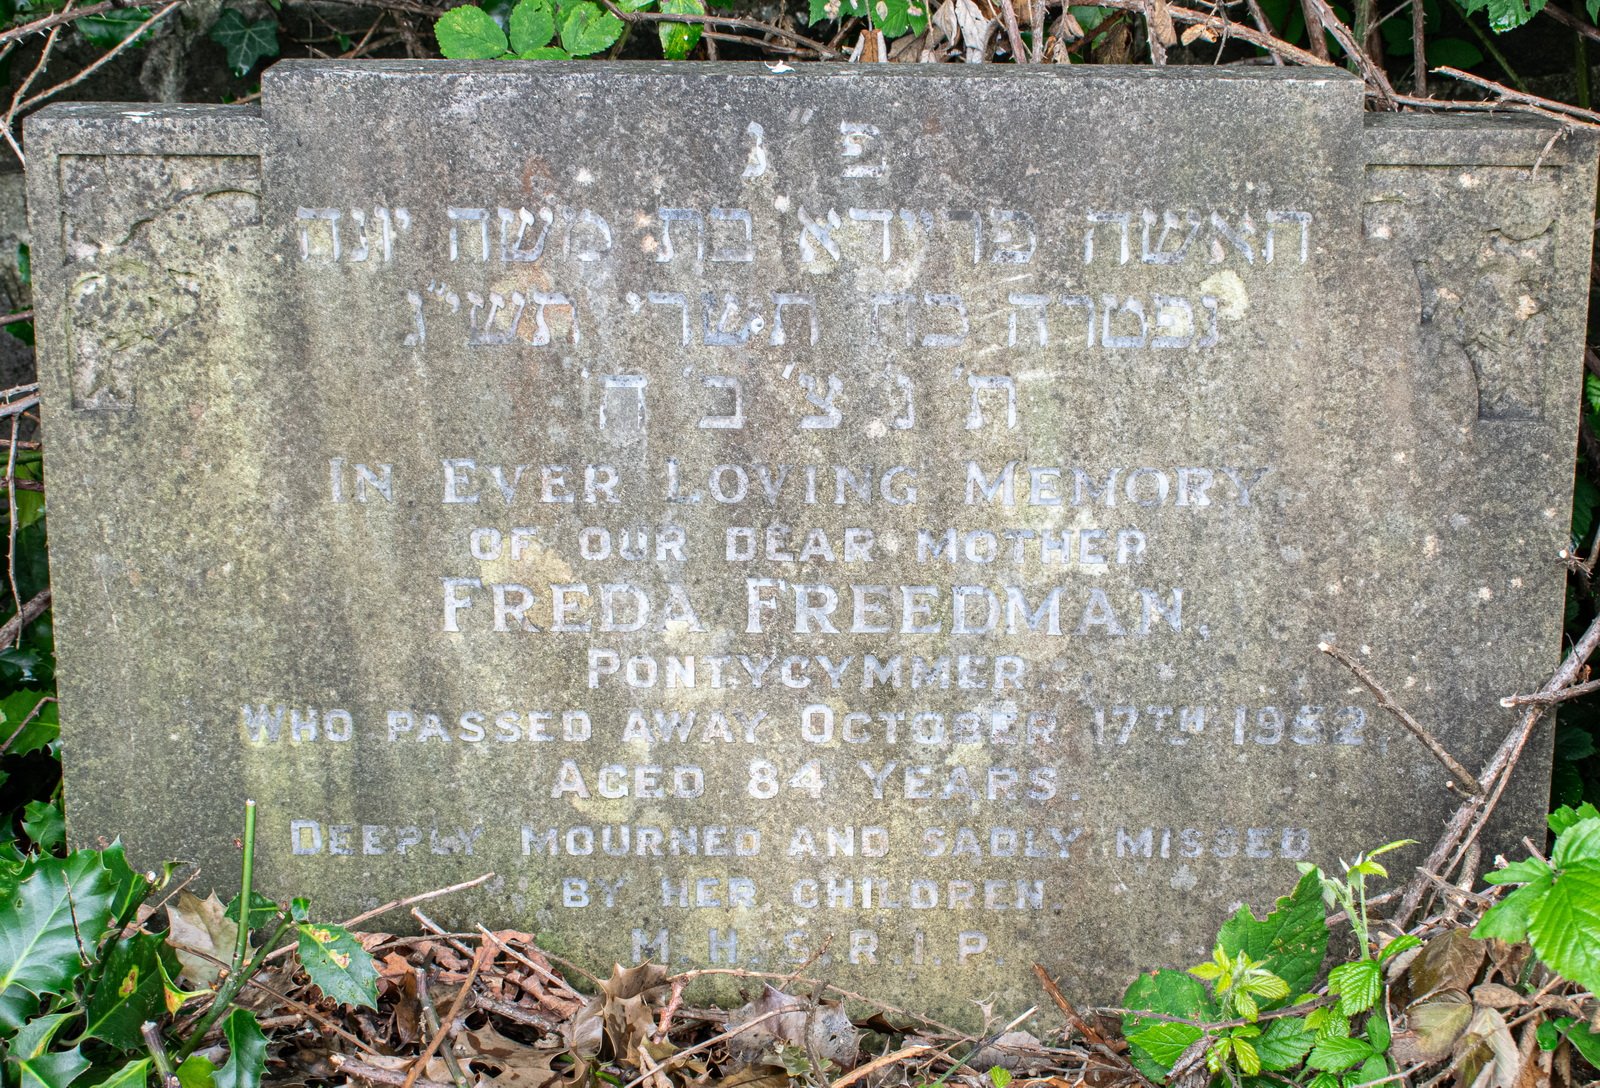 פ״נ
האשה פריידא בת משה יונה
נפטרה כח תשרי תשי״ג
ת׳ נ׳ צ׳ ב׳ ה׳
IN EVER LOVING MEMORY
OF OUR DEAR MOTHER
FREDA FREEDMAN,
PONTYCYMMER.
WHO PASSED AWAY OCTOBER 17TH 1952,
AGED 84 YEARS.
DEEPLY MOURNED AND SADLY MISSED
BY HER CHILDREN.
M.H.S.R.I.P.